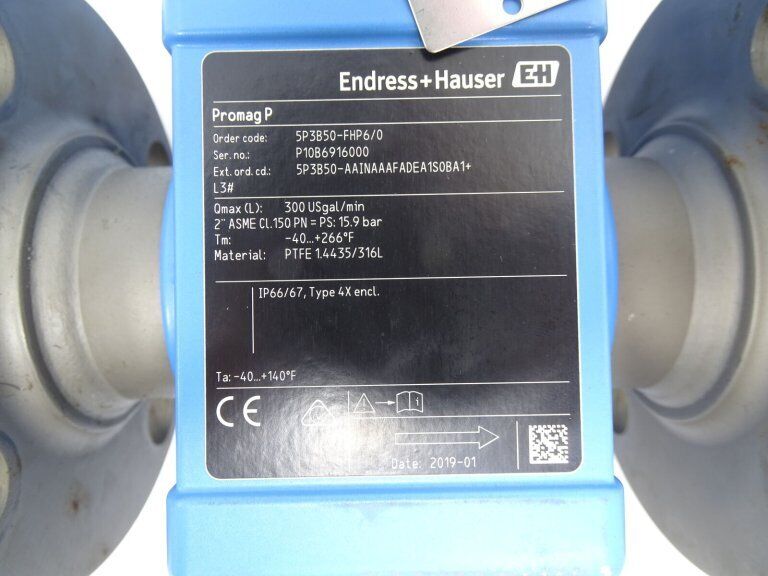 Endress+Hauser EH
Promag P
Order code: 5P3B50-FHP6/0
Ser. no.: P10B6916000
Ext. ord. cd.: 5P3B50-AAINAAAFADEA1S0BA1+
L3#
Qmax (L): 300 USgal/min
2" ASME Cl.150 PN = PS: 15.9 bar
Tm: -40...+266°F
Material: PTFE 1.4435/316L
IP66/67, Type 4X encl.
Ta: -40...+140°F
CE
Date: 2019-01